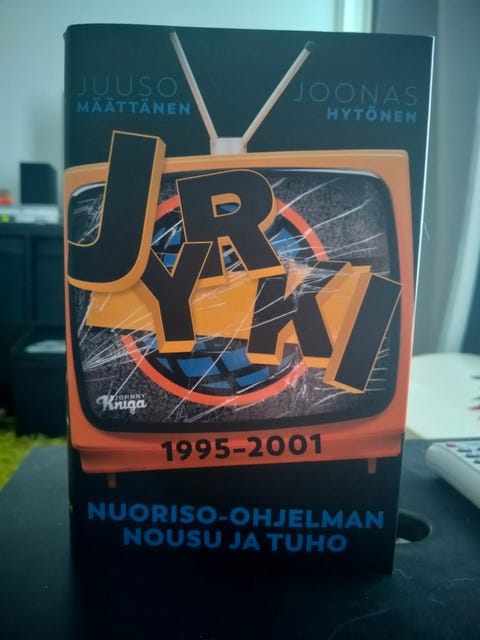 JUUSO
MÄÄTTÄNEN
JOONAS
HYTÖNEN
JYRKI
JOHNNY
Kniga
1995–2001
NUORISO-OHJELMAN
NOUSU JA TUHO